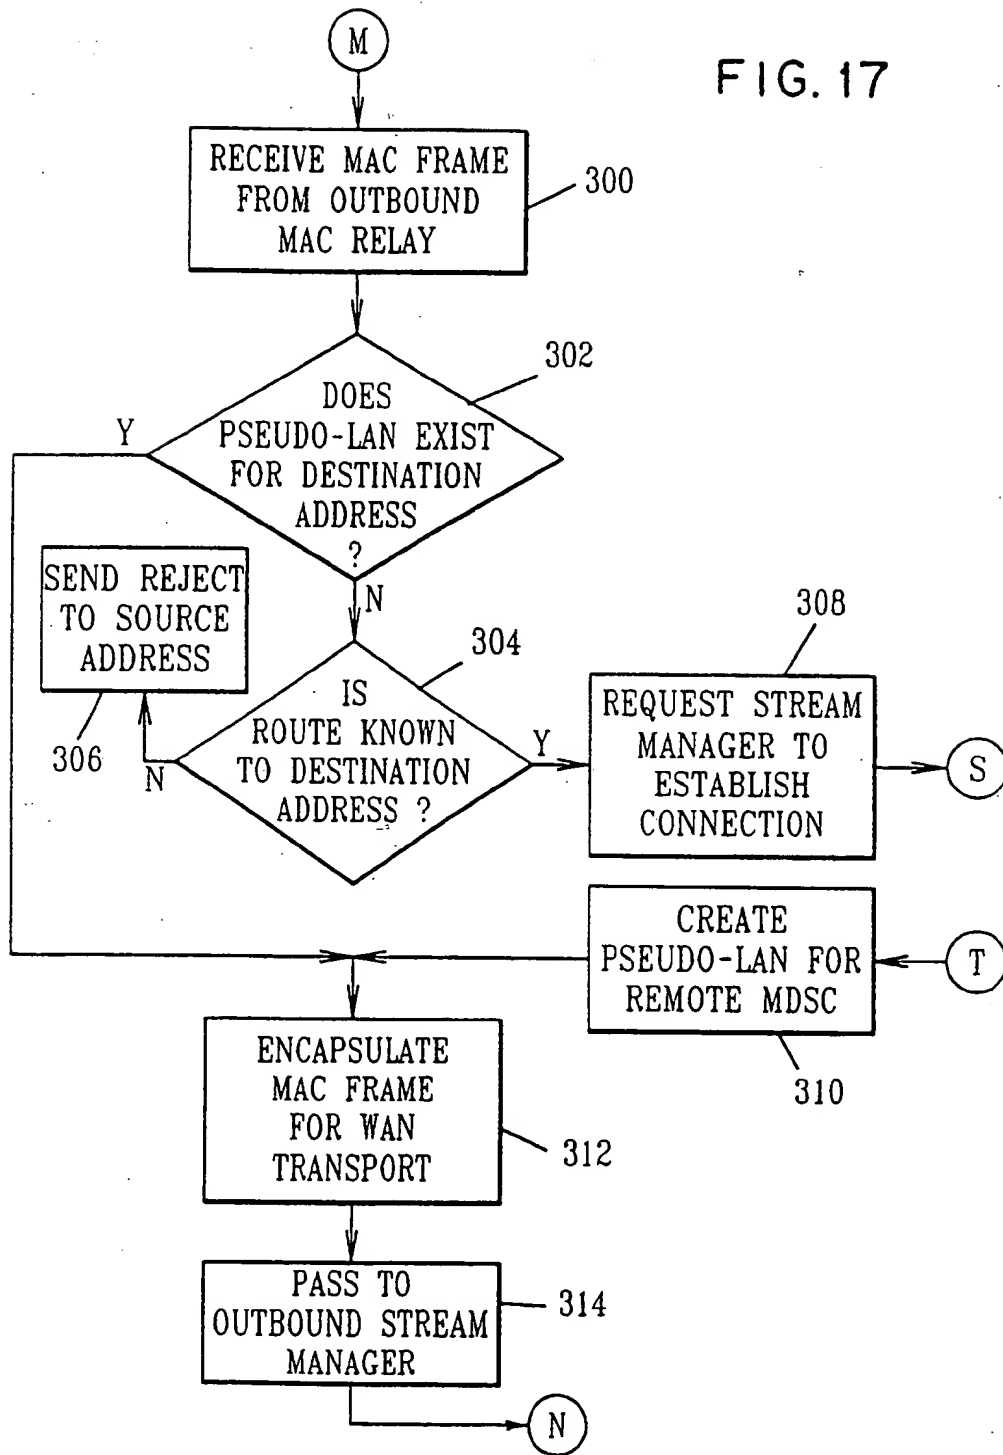 M
FIG. 17
RECEIVE MAC FRAME
FROM OUTBOUND
MAC RELAY
300
302
DOES
PSEUDO-LAN EXIST
FOR DESTINATION
ADDRESS
?
Y
N
SEND REJECT
TO SOURCE
ADDRESS
306
304
IS
ROUTE KNOWN
TO DESTINATION
ADDRESS ?
N
Y
308
REQUEST STREAM
MANAGER TO
ESTABLISH
CONNECTION
S
CREATE
PSEUDO-LAN FOR
REMOTE MDSC
T
310
ENCAPSULATE
MAC FRAME
FOR WAN
TRANSPORT
312
PASS TO
OUTBOUND STREAM
MANAGER
314
N